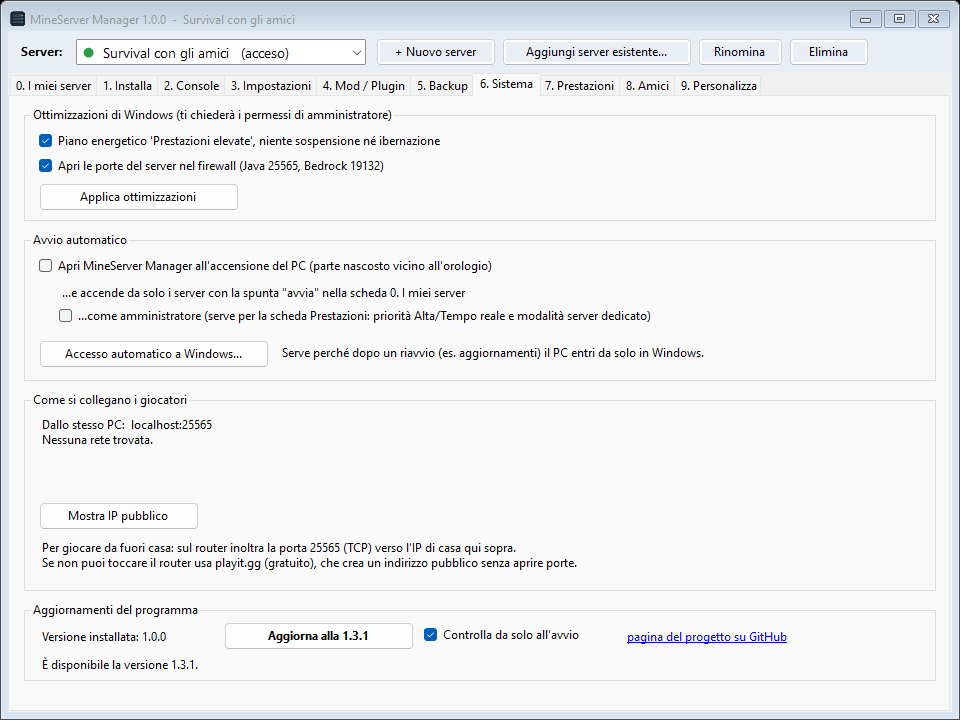 MineServer Manager 1.0.0 - Survival con gli amici
Server: Survival con gli amici (acceso) + Nuovo server Aggiungi server esistente... Rinomina Elimina
0. I miei server 1. Installa 2. Console 3. Impostazioni 4. Mod / Plugin 5. Backup 6. Sistema 7. Prestazioni 8. Amici 9. Personalizza
Ottimizzazioni di Windows (ti chiederà i permessi di amministratore)
Piano energetico 'Prestazioni elevate', niente sospensione né ibernazione
Apri le porte del server nel firewall (Java 25565, Bedrock 19132)
Applica ottimizzazioni
Avvio automatico
Apri MineServer Manager all'accensione del PC (parte nascosto vicino all'orologio)
...e accende da solo i server con la spunta "avvia" nella scheda 0. I miei server
...come amministratore (serve per la scheda Prestazioni: priorità Alta/Tempo reale e modalità server dedicato)
Accesso automatico a Windows... Serve perché dopo un riavvio (es. aggiornamenti) il PC entri da solo in Windows.
Come si collegano i giocatori
Dallo stesso PC: localhost:25565
Nessuna rete trovata.
Mostra IP pubblico
Per giocare da fuori casa: sul router inoltra la porta 25565 (TCP) verso l'IP di casa qui sopra.
Se non puoi toccare il router usa playit.gg (gratuito), che crea un indirizzo pubblico senza aprire porte.
Aggiornamenti del programma
Versione installata: 1.0.0 Aggiorna alla 1.3.1 Controlla da solo all'avvio pagina del progetto su GitHub
È disponibile la versione 1.3.1.